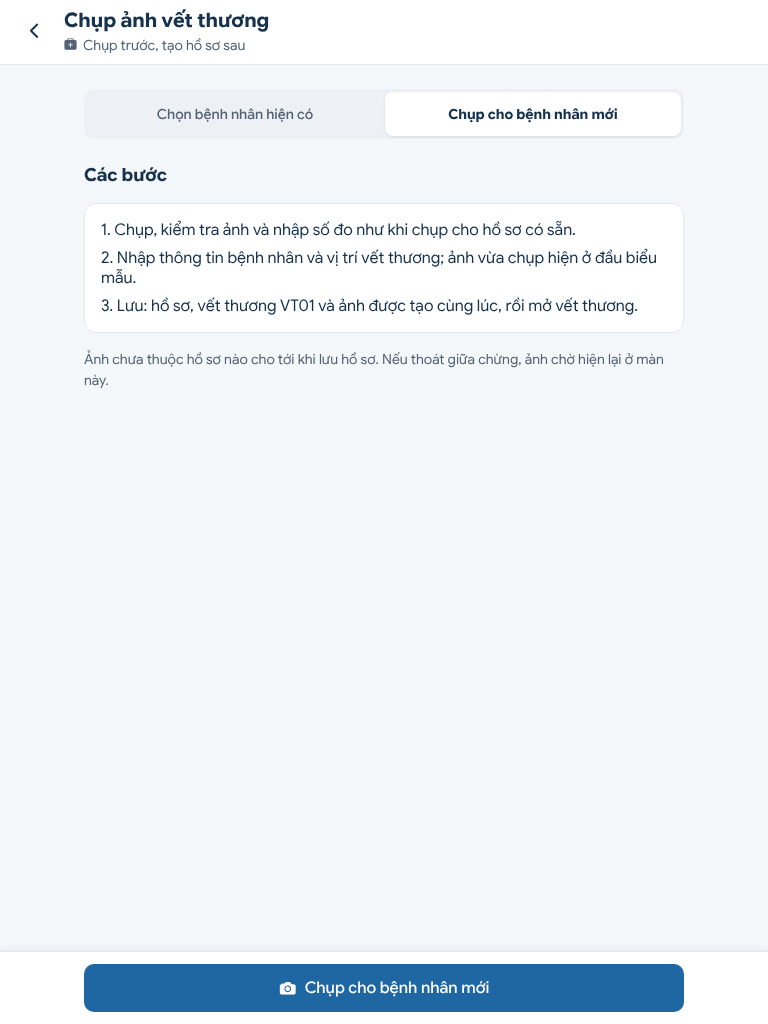 Chụp ảnh vết thương
Chụp trước, tạo hồ sơ sau
Chọn bệnh nhân hiện có
Chụp cho bệnh nhân mới
Các bước
1. Chụp, kiểm tra ảnh và nhập số đo như khi chụp cho hồ sơ có sẵn.
2. Nhập thông tin bệnh nhân và vị trí vết thương; ảnh vừa chụp hiện ở đầu biểu
mẫu.
3. Lưu: hồ sơ, vết thương VT01 và ảnh được tạo cùng lúc, rồi mở vết thương.
Ảnh chưa thuộc hồ sơ nào cho tới khi lưu hồ sơ. Nếu thoát giữa chừng, ảnh chờ hiện lại ở màn
này.
Chụp cho bệnh nhân mới